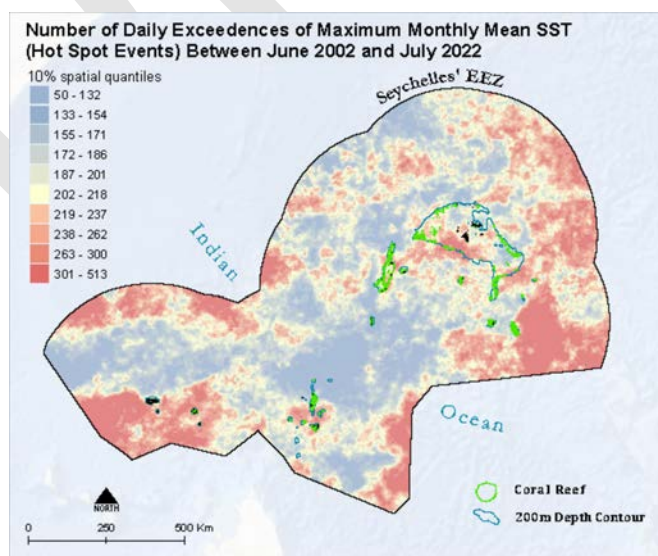 Number of Daily Exceedences of Maximum Monthly Mean SST
(Hot Spot Events) Between June 2002 and July 2022
10% spatial quantiles
50 - 132
133 - 154
155 - 171
172 - 186
187 - 201
202 - 218
219 - 237
238 - 262
263 - 300
301 - 513
Seychelles' EEZ
Indian
Ocean
NORTH
0 250 500 Km
Coral Reef
200m Depth Contour